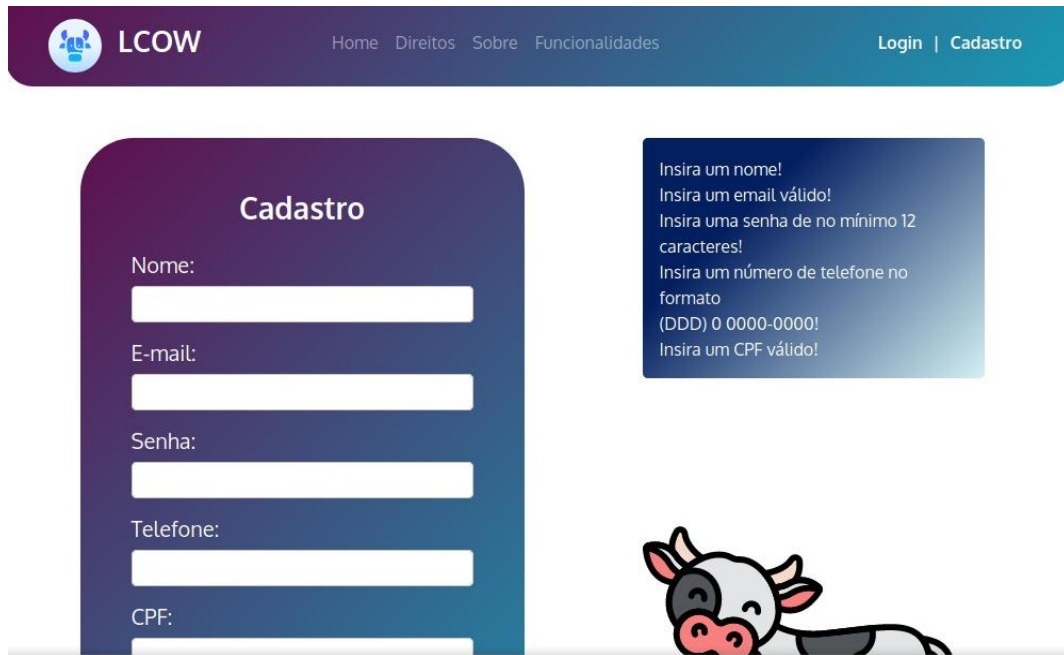 LCOW
Home Direitos Sobre Funcionalidades
Login | Cadastro
Cadastro
Nome:
E-mail:
Senha:
Telefone:
CPF:
Insira um nome!
Insira um email válido!
Insira uma senha de no mínimo 12
caracteres!
Insira um número de telefone no
formato
(DDD) 0 0000-0000!
Insira um CPF válido!